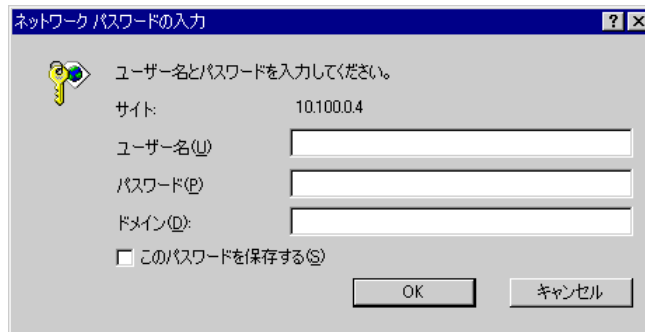 ネットワーク パスワードの入力
ユーザー名とパスワードを入力してください。
サイト: 10.100.0.4
ユーザー名(U)
パスワード(P)
ドメイン(D):
このパスワードを保存する(S)
OK キャンセル